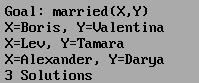 Goal: married(X,Y)
X=Boris, Y=Valentina
X=Lev, Y=Tamara
X=Alexander, Y=Darya
3 Solutions